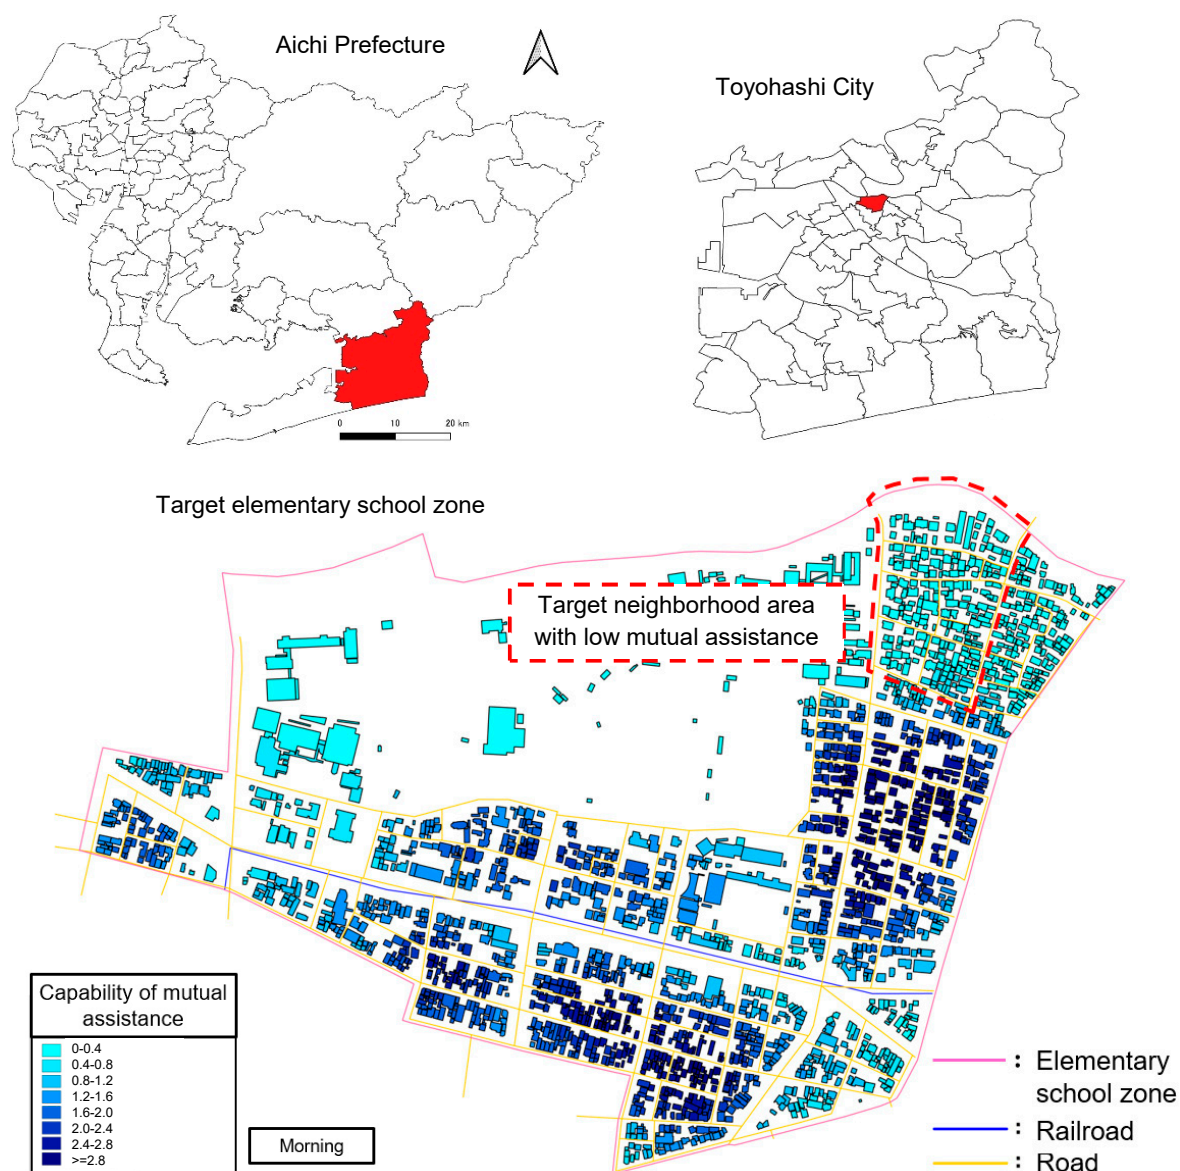 Aichi Prefecture
Toyohashi City
0 10 20 km
Target elementary school zone
Target neighborhood area
with low mutual assistance
Capability of mutual
assistance
0-0.4
0.4-0.8
0.8-1.2
1.2-1.6
1.6-2.0
2.0-2.4
2.4-2.8
>=2.8
Morning
: Elementary
school zone
: Railroad
: Road